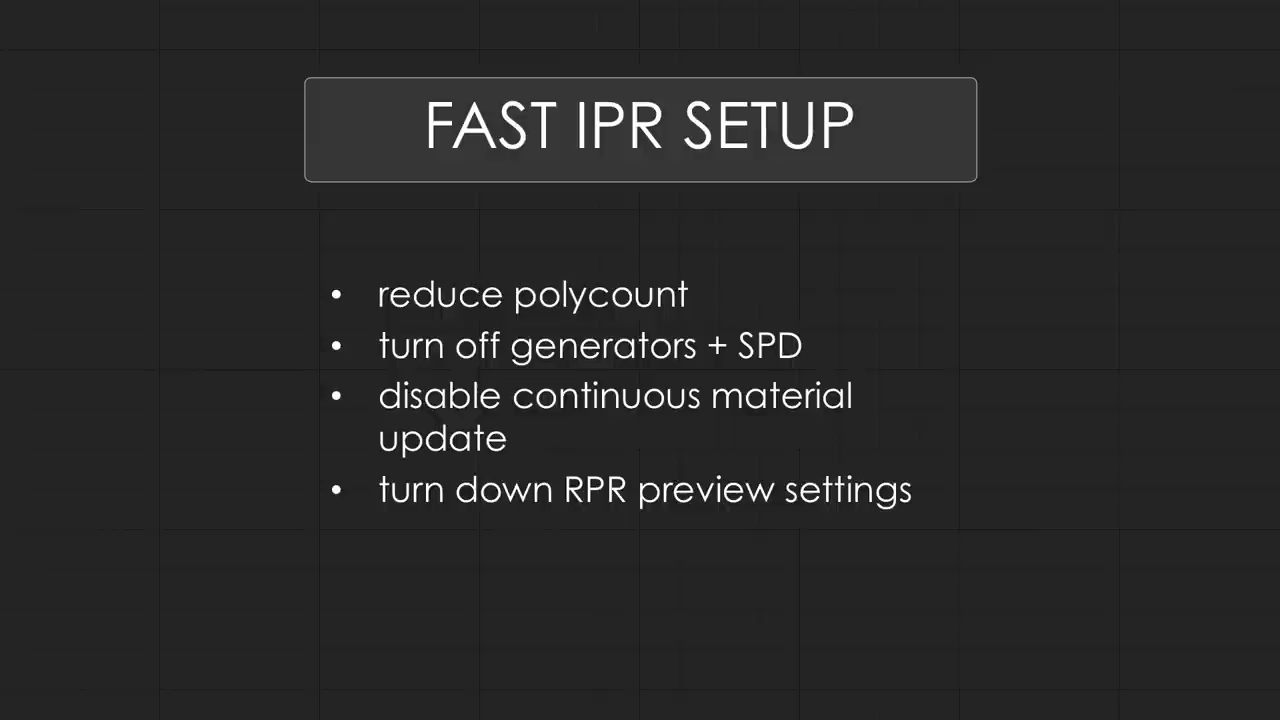 FAST IPR SETUP
• reduce polycount
• turn off generators + SPD
• disable continuous material
update
• turn down RPR preview settings